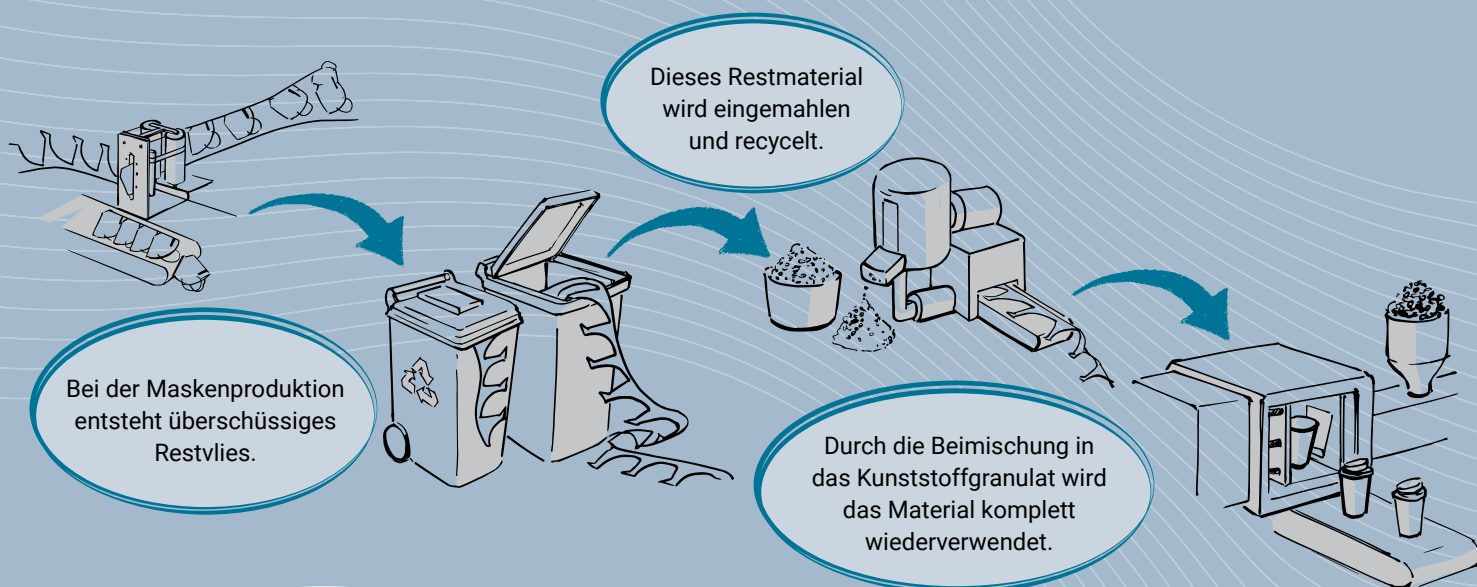 Bei der Maskenproduktion
entsteht überschüssiges
Restvlies.
Dieses Restmaterial
wird eingemahlen
und recycelt.
Durch die Beimischung in
das Kunststoffgranulat wird
das Material komplett
wiederverwendet.